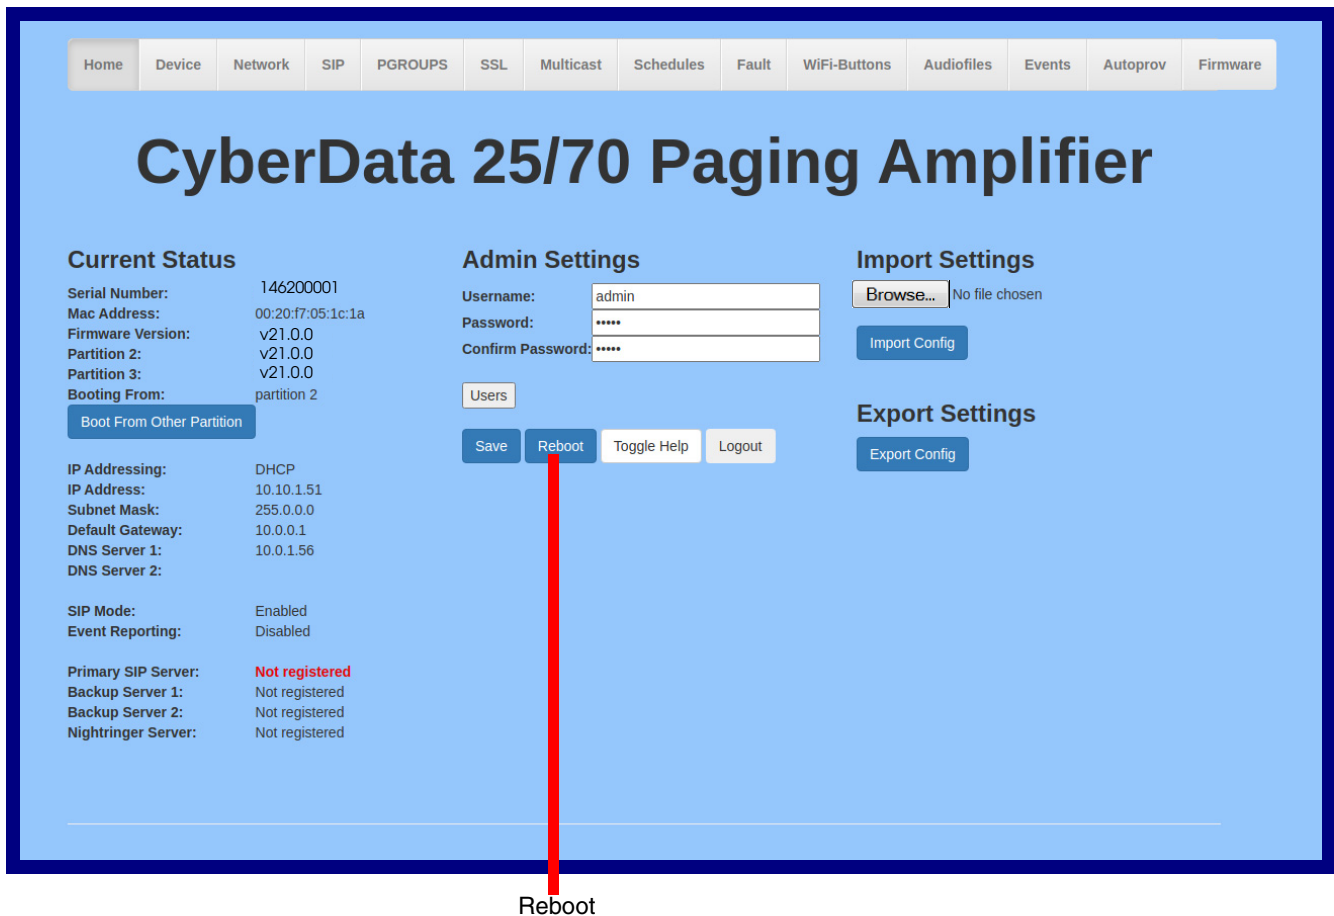 Home Device Network SIP PGROUPS SSL Multicast Schedules Fault WiFi-Buttons Audiofiles Events Autoprov Firmware
CyberData 25/70 Paging Amplifier
Current Status
Serial Number: 146200001
Mac Address: 00:20:f7:05:1c:1a
Firmware Version: v21.0.0
Partition 2: v21.0.0
Partition 3: v21.0.0
Booting From: partition 2
Boot From Other Partition
IP Addressing: DHCP
IP Address: 10.10.1.51
Subnet Mask: 255.0.0.0
Default Gateway: 10.0.0.1
DNS Server 1: 10.0.1.56
DNS Server 2:
SIP Mode: Enabled
Event Reporting: Disabled
Primary SIP Server: Not registered
Backup Server 1: Not registered
Backup Server 2: Not registered
Nightringer Server: Not registered
Admin Settings
Username: admin
Password: •••••
Confirm Password: •••••
Users
Save Reboot Toggle Help Logout
Import Settings
Browse... No file chosen
Import Config
Export Settings
Export Config
Reboot